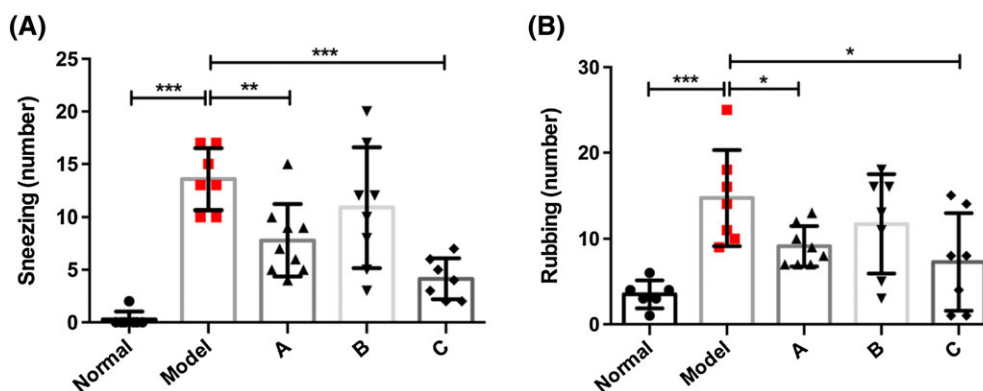 (A)
Sneezing (number)
25
20
15
10
5
0
***
**
***
Normal
Model
A
B
C
(B)
Rubbing (number)
30
20
10
0
***
*
*
Normal
Model
A
B
C